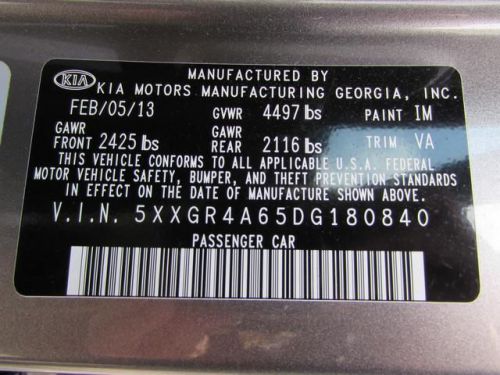 MANUFACTURED BY
KIA KIA MOTORS MANUFACTURING GEORGIA, INC.
FEB/05/13 GVWR 4497 lbs PAINT IM
GAWR GAWR
FRONT 2425 lbs REAR 2116 lbs TRIM VA
THIS VEHICLE CONFORMS TO ALL APPLICABLE U.S.A. FEDERAL
MOTOR VEHICLE SAFETY, BUMPER, AND THEFT PREVENTION STANDARDS
IN EFFECT ON THE DATE OF MANUFACTURE SHOWN ABOVE.
V.I.N. 5XXGR4A65DG180840
PASSENGER CAR